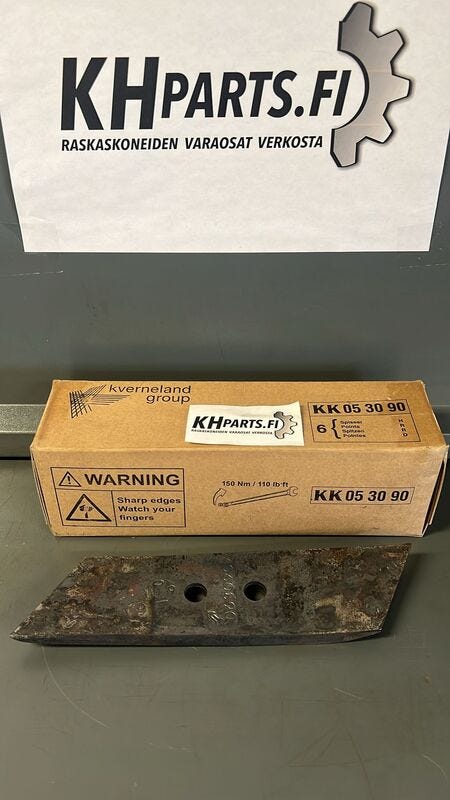 KHPARTS.FI
RASKASKONEIDEN VARAOSAT VERKOSTA
kverneland
group
KHPARTS.FI
RASKASKONEIDEN VARAOSAT VERKOSTA
KK 05 30 90
6 {
Spisser
Points
Spitzen
Pointes
WARNING
Sharp edges
Watch your
fingers
150 Nm / 110 lb-ft
KK 05 30 90